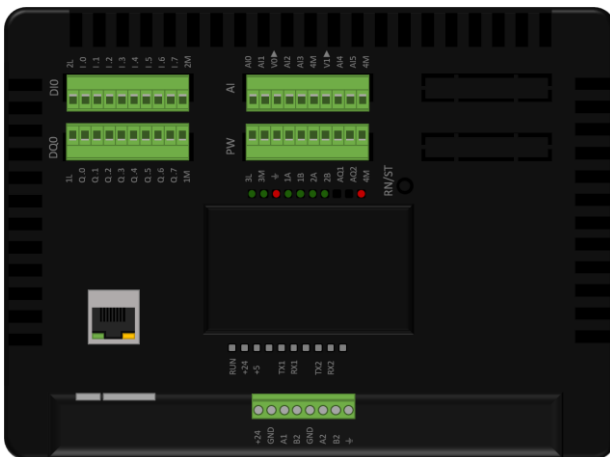 2L I.0 I.1 I.2 I.3 I.4 I.5 I.6 I.7 2M
DI0
AI0 AI1 V0▶ AI2 AI3 4M V1▶ AI4 AI5 4M
AI
DQ0
1L Q.0 Q.1 Q.2 Q.3 Q.4 Q.5 Q.6 Q.7 1M
PW
3L 3M ⏚ 1A 1B 2A 2B AQ1 AQ2 4M
RN/ST
RUN +24 +5 TX1 RX1 TX2 RX2
+24 GND A1 B2 GND A2 B2 ⏚